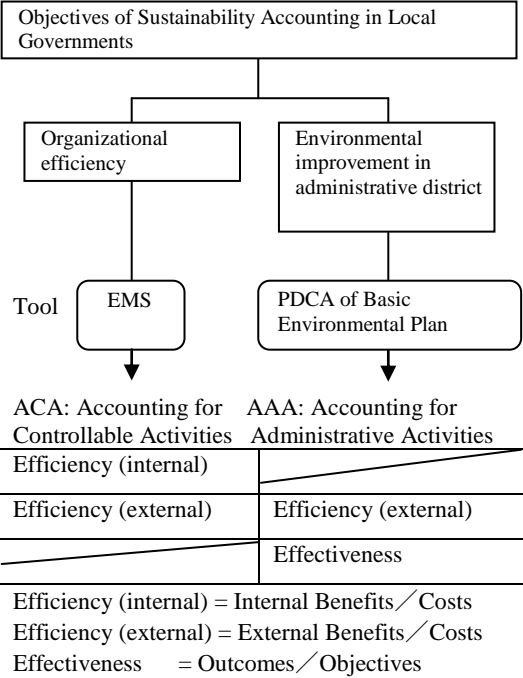 Objectives of Sustainability Accounting in Local
Governments
Organizational
efficiency
Environmental
improvement in
administrative district
Tool
EMS
PDCA of Basic
Environmental Plan
ACA: Accounting for
Controllable Activities
AAA: Accounting for
Administrative Activities
Efficiency (internal)
Efficiency (external)
Efficiency (external)
Effectiveness
Efficiency (internal) = Internal Benefits／Costs
Efficiency (external) = External Benefits／Costs
Effectiveness = Outcomes／Objectives